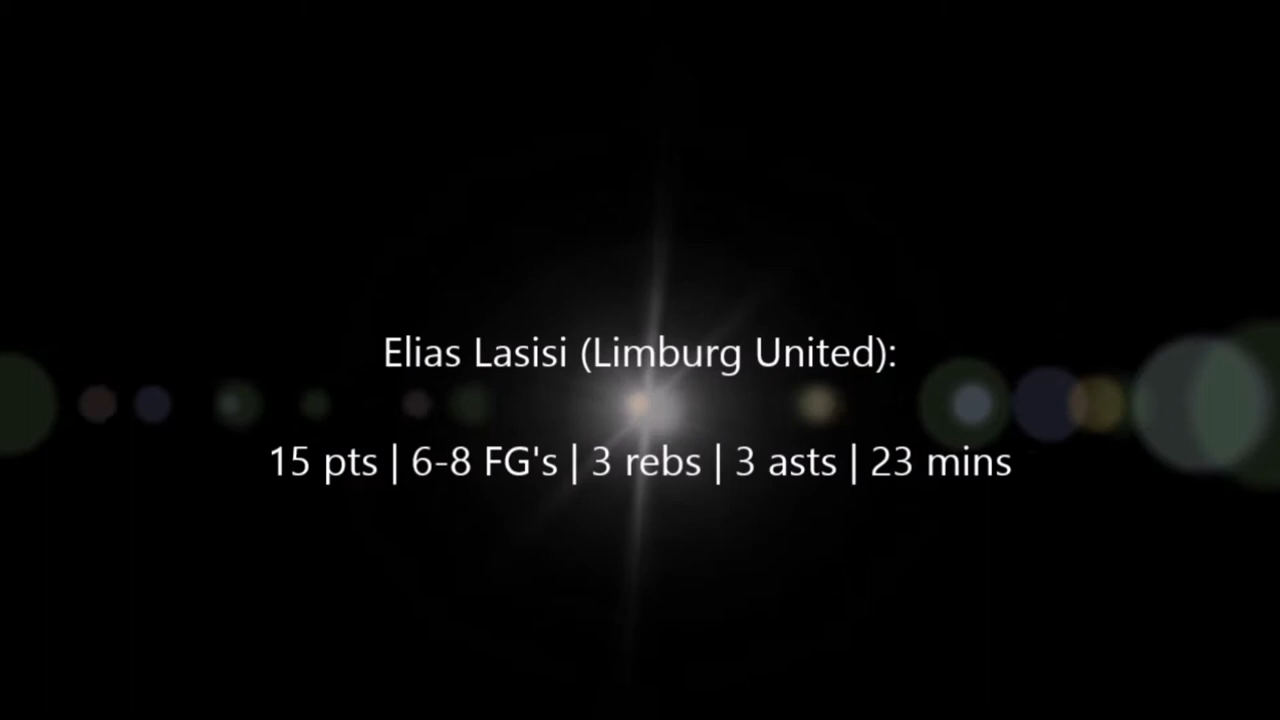 Elias Lasisi (Limburg United):
15 pts | 6-8 FG's | 3 rebs | 3 asts | 23 mins